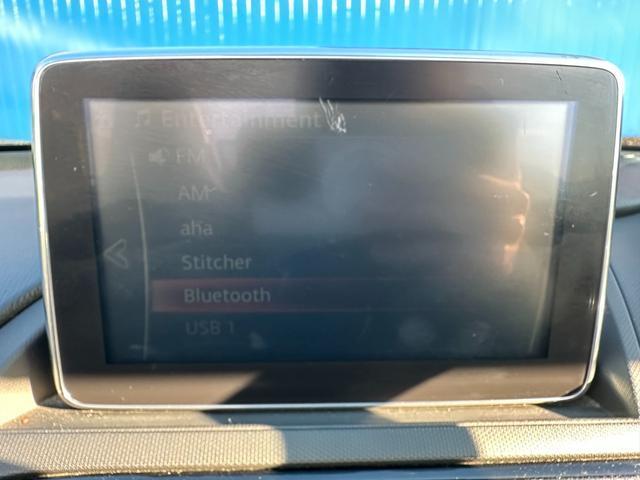 Entertainment
FM
AM
aha
Stitcher
Bluetooth
USB 1